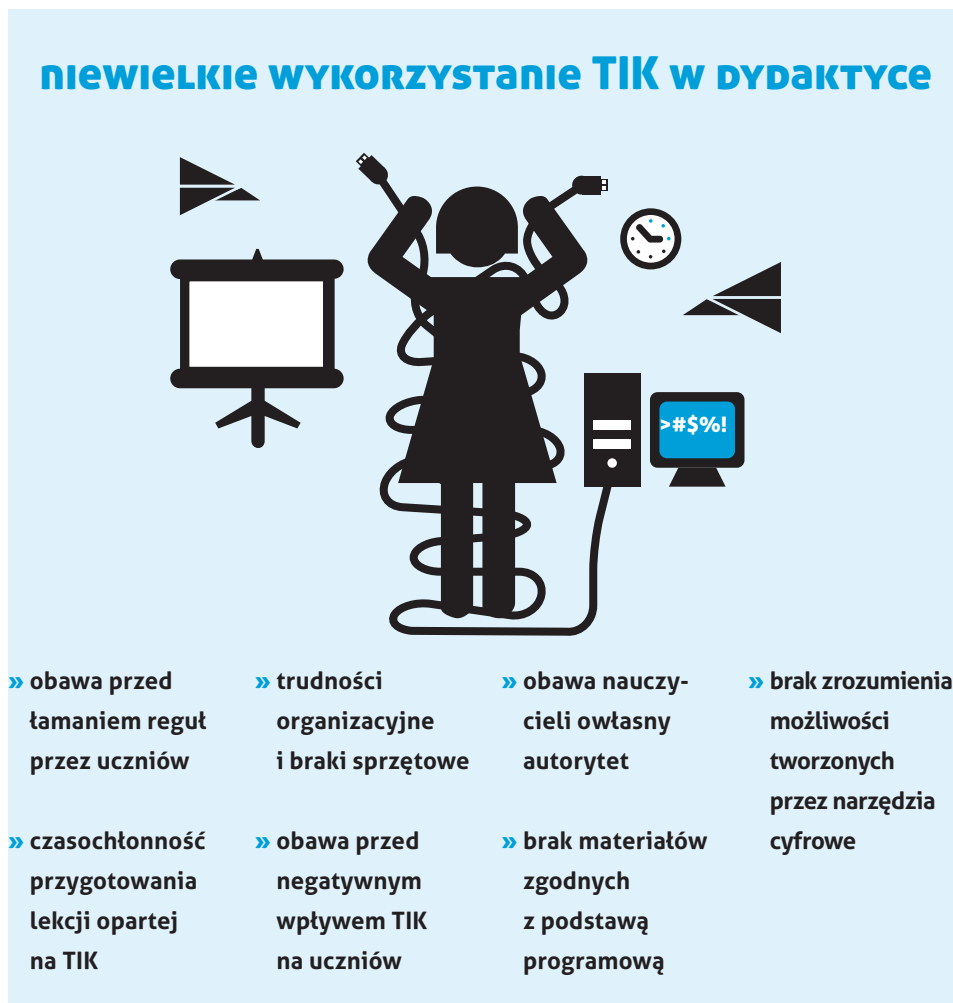 niewielkie wykorzystanie TIK w dydaktyce
>#$%!
» obawa przed
łamaniem reguł
przez uczniów
» czasochłonność
przygotowania
lekcji opartej
na TIK
» trudności
organizacyjne
i braki sprzętowe
» obawa przed
negatywnym
wpływem TIK
na uczniów
» obawa nauczy-
cieli owłasny
autorytet
» brak materiałów
zgodnych
z podstawą
programową
» brak zrozumienia
możliwości
tworzonych
przez narzędzia
cyfrowe